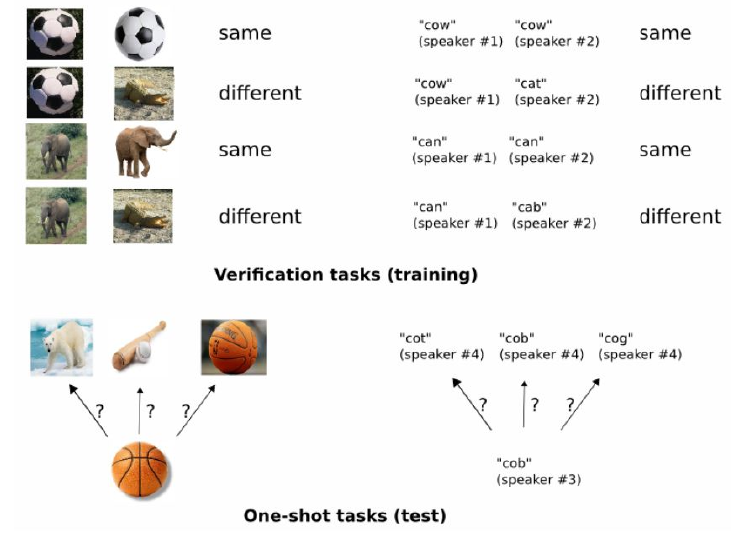 same
"cow" "cow" same
(speaker #1) (speaker #2)
different
"cow" "cat" different
(speaker #1) (speaker #2)
same
"can" "can" same
(speaker #1) (speaker #2)
different
"can" "cab" different
(speaker #1) (speaker #2)
Verification tasks (training)
"cot" "cob" "cog"
(speaker #4) (speaker #4) (speaker #4)
? ? ?
? ? ?
"cob"
(speaker #3)
One-shot tasks (test)